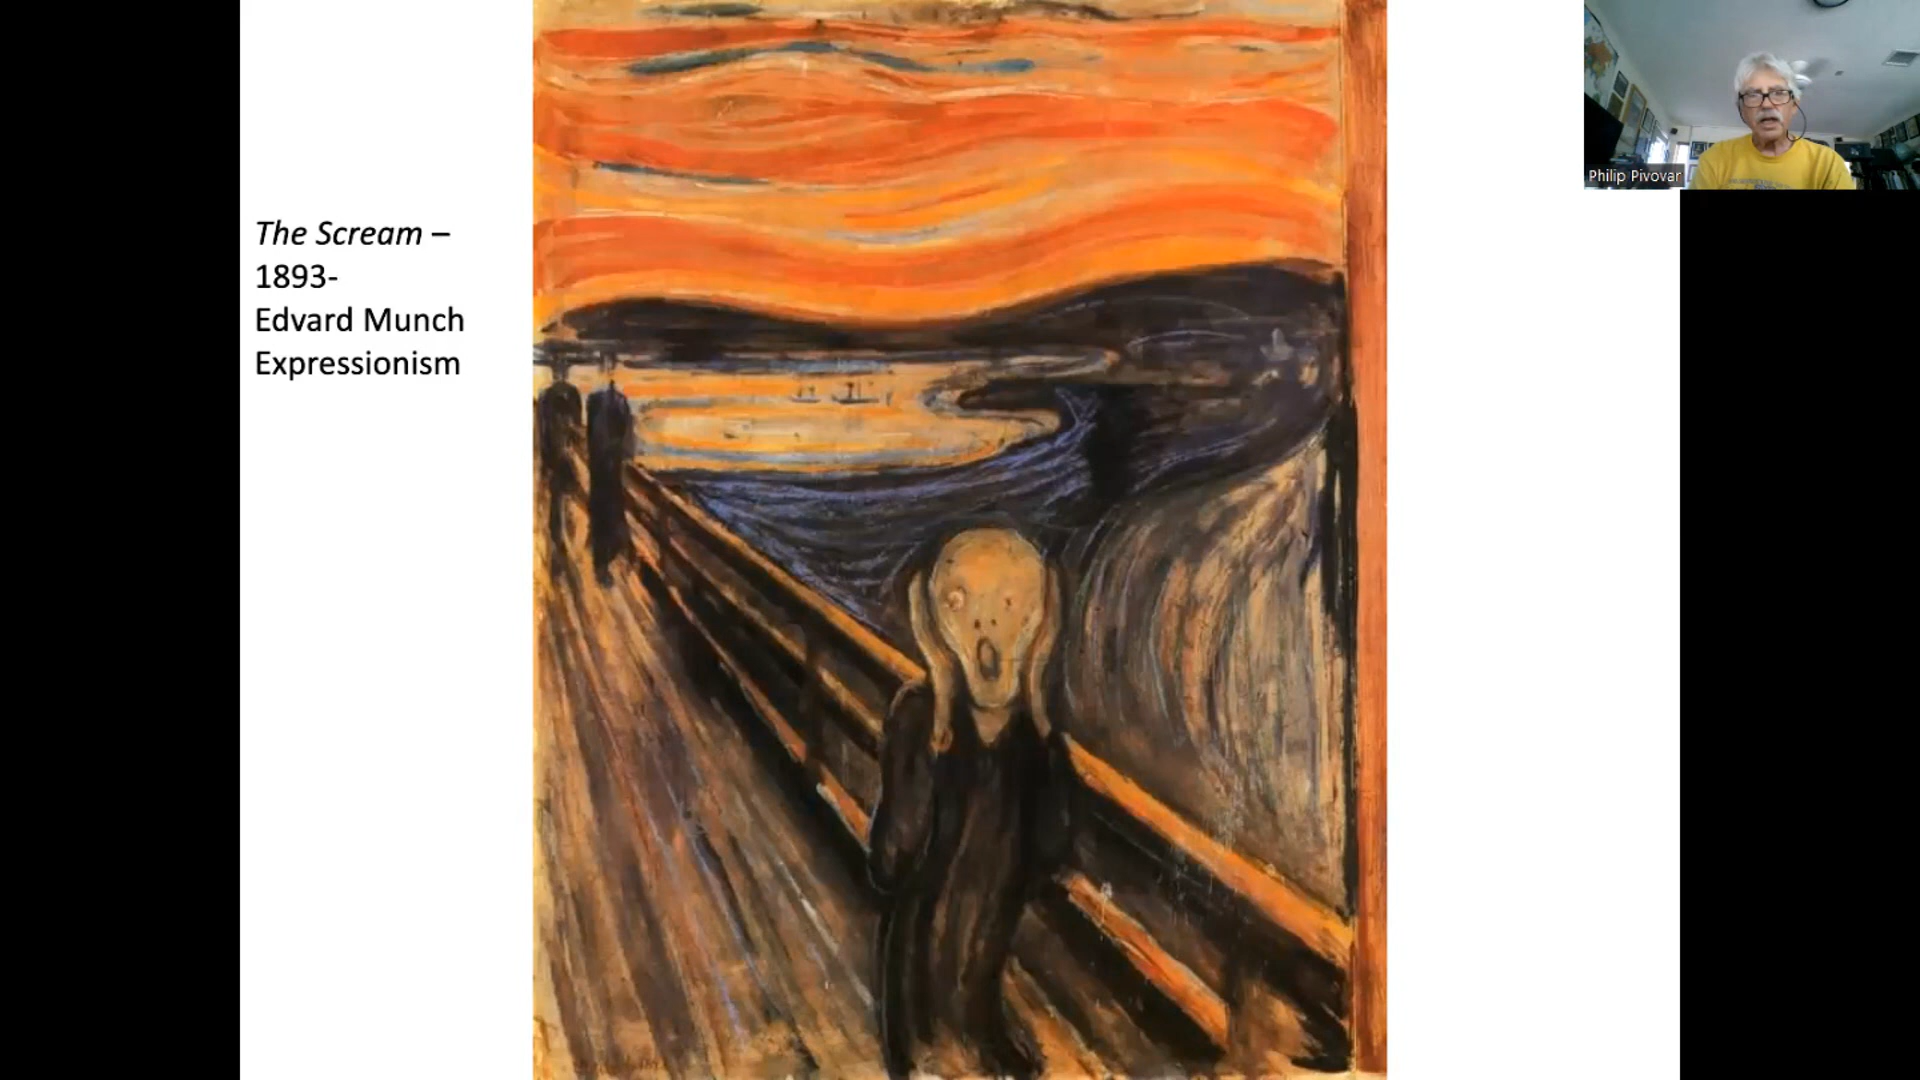 The Scream –
1893-
Edvard Munch
Expressionism
Philip Pivovar